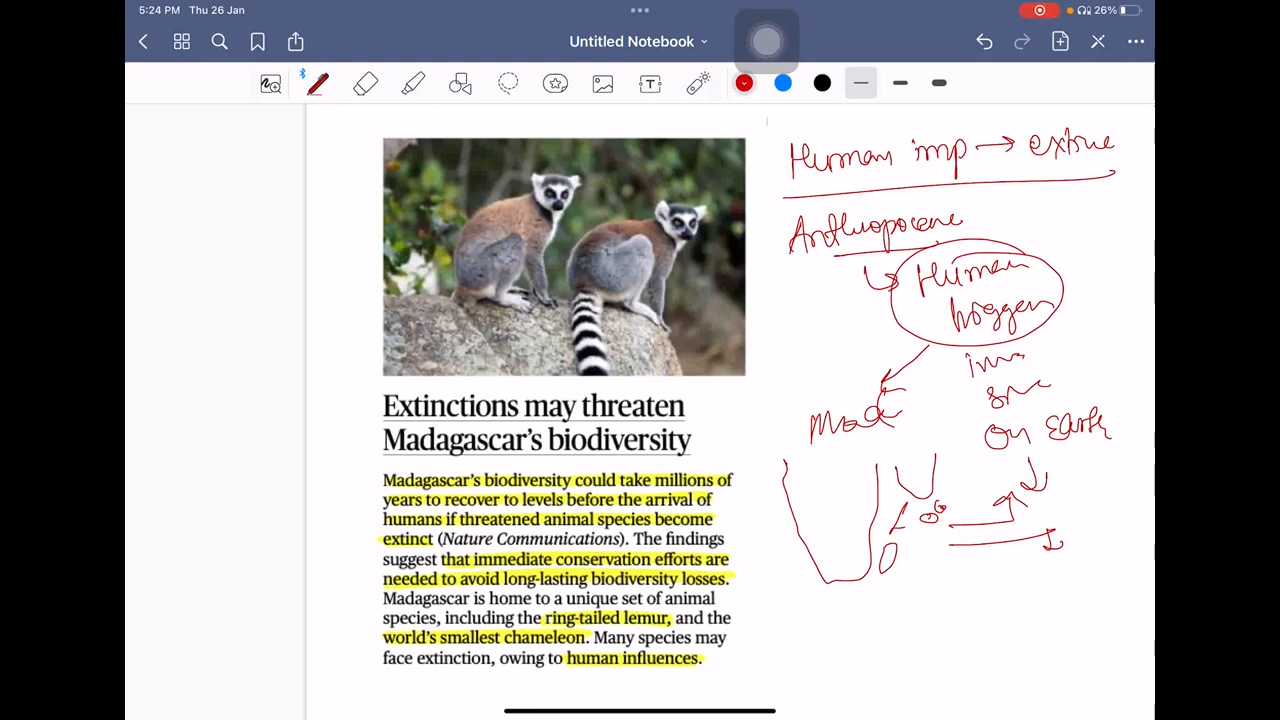 5:24 PM Thu 26 Jan
26%
Untitled Notebook
T
Extinctions may threaten
Madagascar's biodiversity
Madagascar's biodiversity could take millions of
years to recover to levels before the arrival of
humans if threatened animal species become
extinct (Nature Communications). The findings
suggest that immediate conservation efforts are
needed to avoid long-lasting biodiversity losses.
Madagascar is home to a unique set of animal
species, including the ring-tailed lemur, and the
world's smallest chameleon. Many species may
face extinction, owing to human influences.
Human imp → 
Anthropocene
Human
on Earth